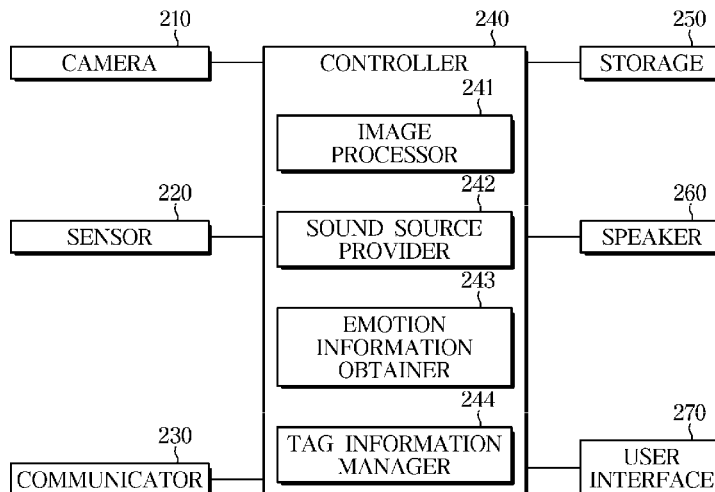 210
240
250
CAMERA
CONTROLLER
STORAGE
241
IMAGE
PROCESSOR
220
242
260
SENSOR
SOUND SOURCE
PROVIDER
SPEAKER
243
EMOTION
INFORMATION
OBTAINER
230
244
270
COMMUNICATOR
TAG INFORMATION
MANAGER
USER
INTERFACE